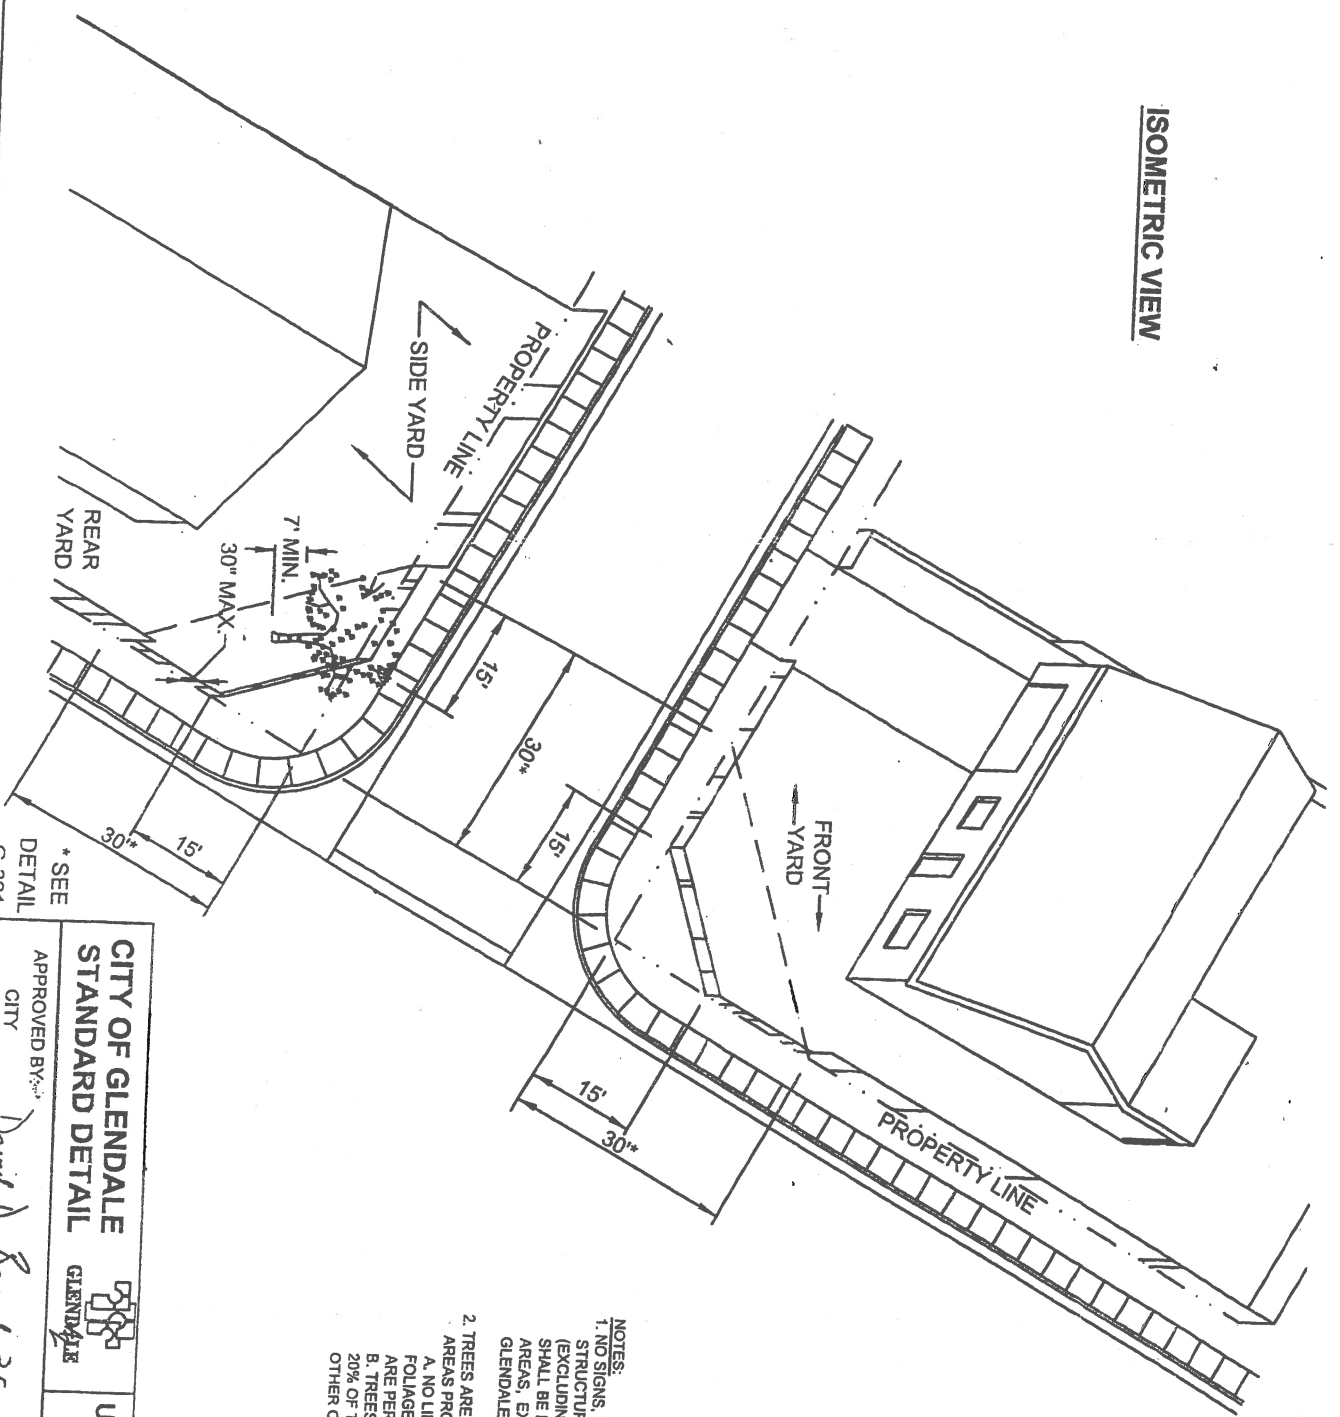 ISOMETRIC VIEW
PROPERTY LINE
SIDE YARD
REAR
YARD
7' MIN.
30" MAX.
15'
30'*
15'
FRONT
YARD
15'
30'*
15'
30'*
PROPERTY LINE
* SEE
DETAIL
NOTES:
1. NO SIGNS,
STRUCTUR
(EXCLUDIN
SHALL BE
AREAS, EX
GLENDALE
2. TREES ARE
AREAS PRO
A. NO LI
FOLIAGE
ARE PER
B. TREES
20% OF T
OTHER O
CITY OF GLENDALE
STANDARD DETAIL
GLENDALE
APPROVED BY:
CITY